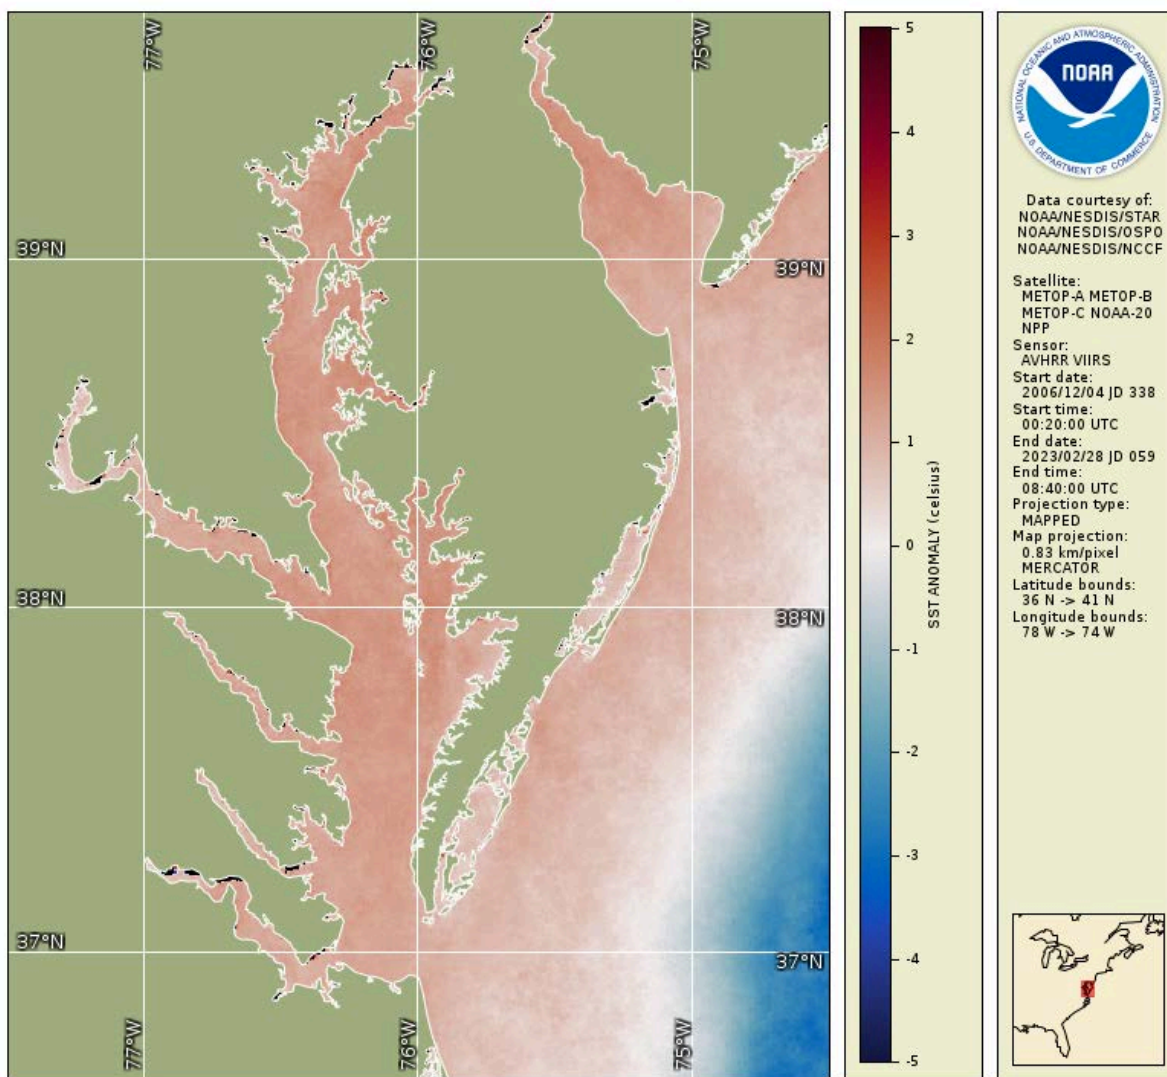 77°W
76°W
75°W
39°N
39°N
38°N
38°N
37°N
37°N
77°W
76°W
75°W
5
4
3
2
1
0
-1
-2
-3
-4
-5
SST ANOMALY (celsius)
NATIONAL OCEANIC AND ATMOSPHERIC ADMINISTRATION
NOAA
U.S. DEPARTMENT OF COMMERCE
Data courtesy of:
NOAA/NESDIS/STAR
NOAA/NESDIS/OSPO
NOAA/NESDIS/NCCF
Satellite:
METOP-A METOP-B
METOP-C NOAA-20
NPP
Sensor:
AVHRR VIIRS
Start date:
2006/12/04 JD 338
Start time:
00:20:00 UTC
End date:
2023/02/28 JD 059
End time:
08:40:00 UTC
Projection type:
MAPPED
Map projection:
0.83 km/pixel
MERCATOR
Latitude bounds:
36 N -> 41 N
Longitude bounds:
78 W -> 74 W